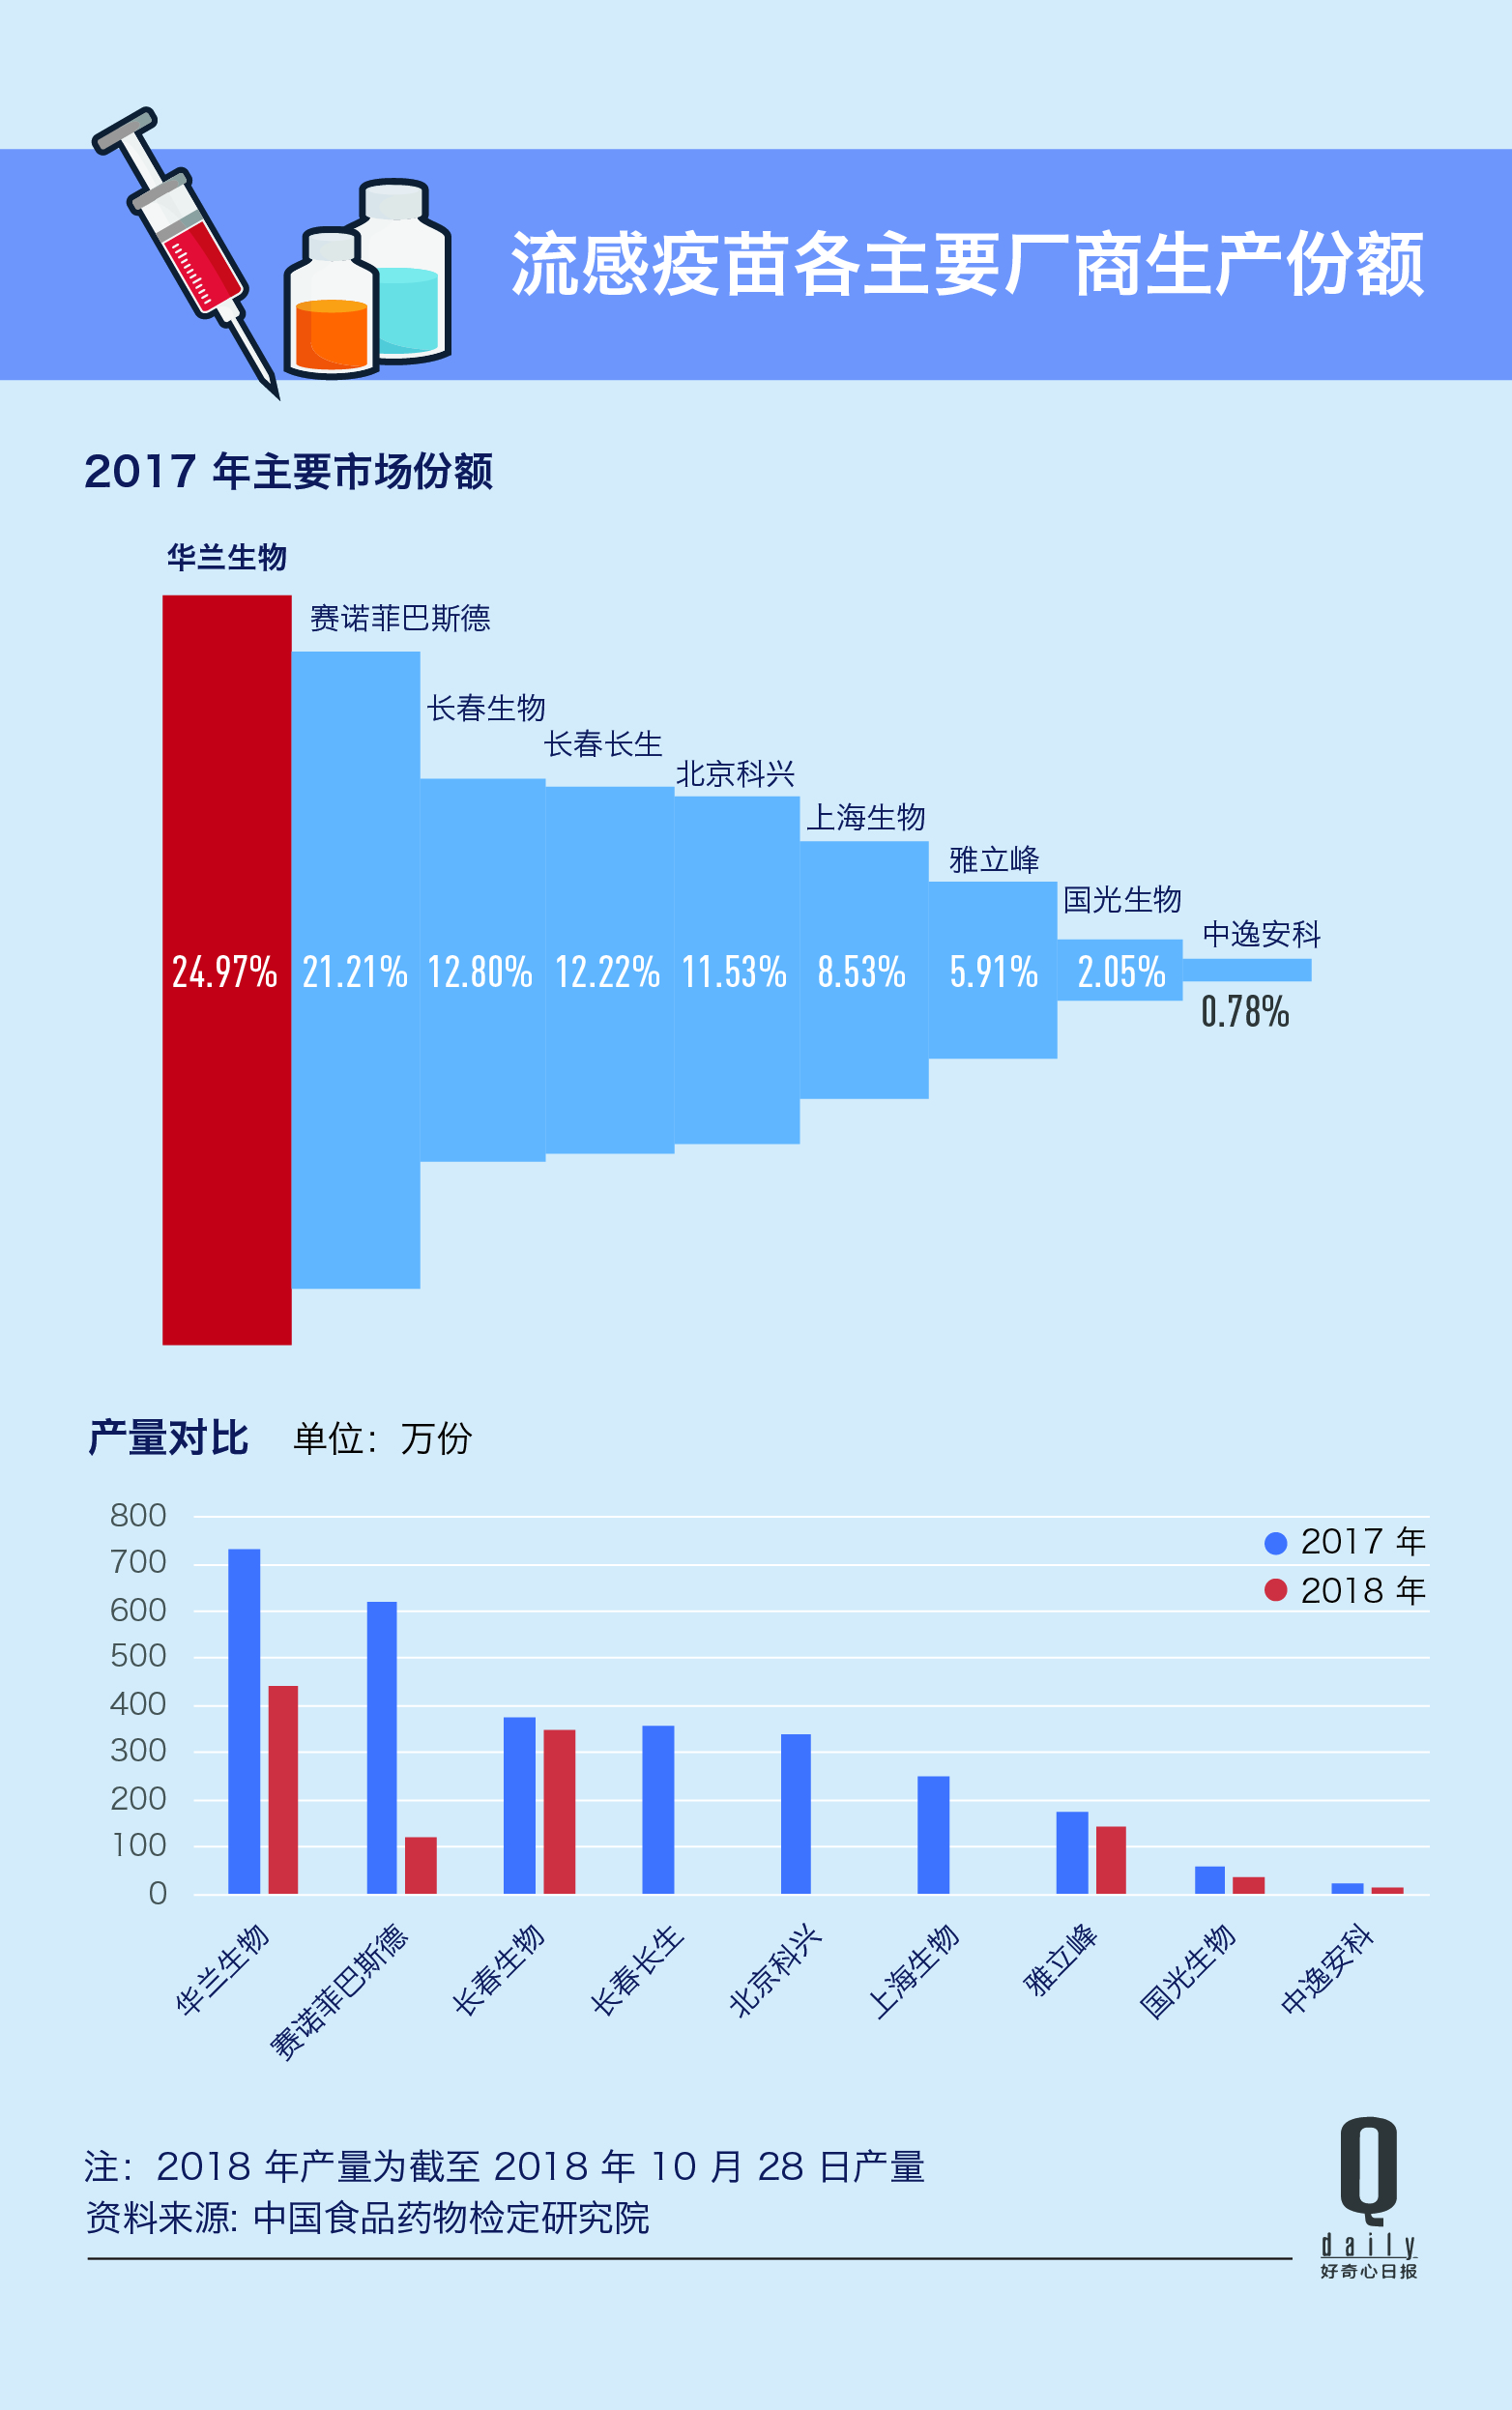 流感疫苗各主要厂商生产份额
2017 年主要市场份额
华兰生物
赛诺菲巴斯德
长春生物
长春长生
北京科兴
上海生物
雅立峰
国光生物
中逸安科
24.97%
21.21%
12.80%
12.22%
11.53%
8.53%
5.91%
2.05%
0.78%
产量对比 单位：万份
800
700
600
500
400
300
200
100
0
2017 年
2018 年
华兰生物
赛诺菲巴斯德
长春生物
长春长生
北京科兴
上海生物
雅立峰
国光生物
中逸安科
注：2018 年产量为截至 2018 年 10 月 28 日产量
资料来源: 中国食品药物检定研究院
Q
daily
好奇心日报